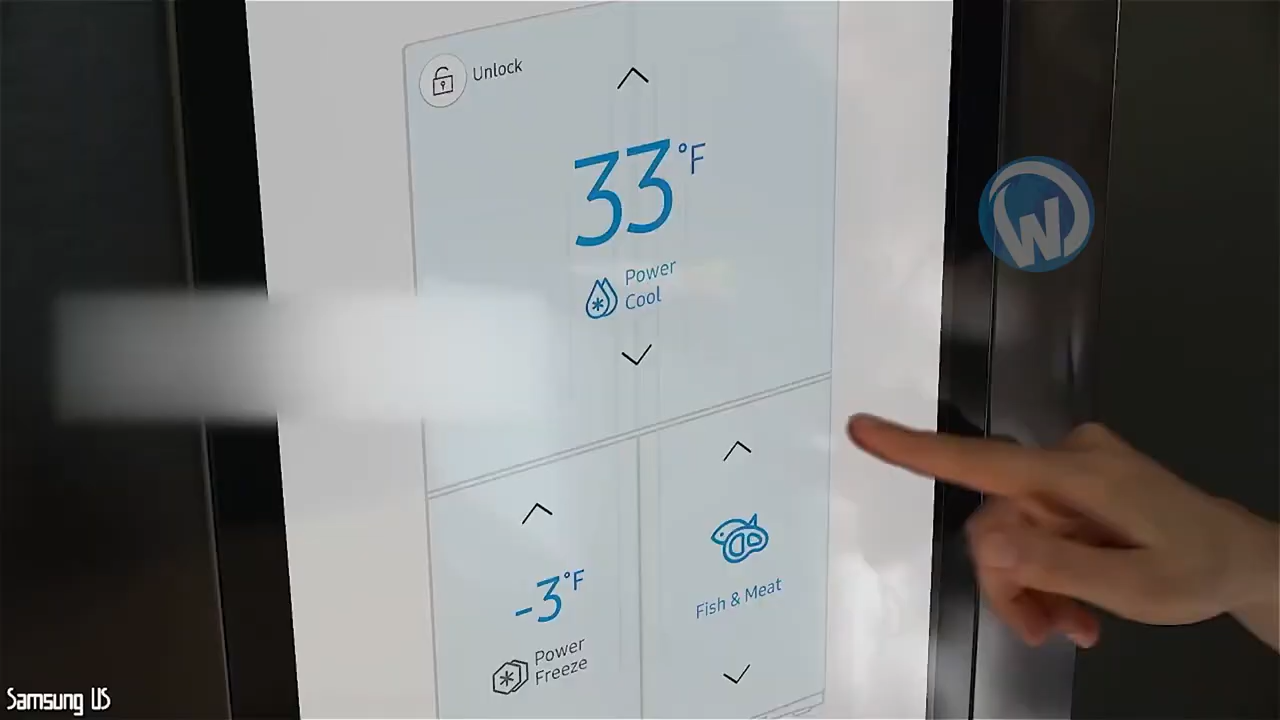 Unlock
33°F
Power
Cool
-3°F
Power
Freeze
Fish & Meat
W
Samsung US